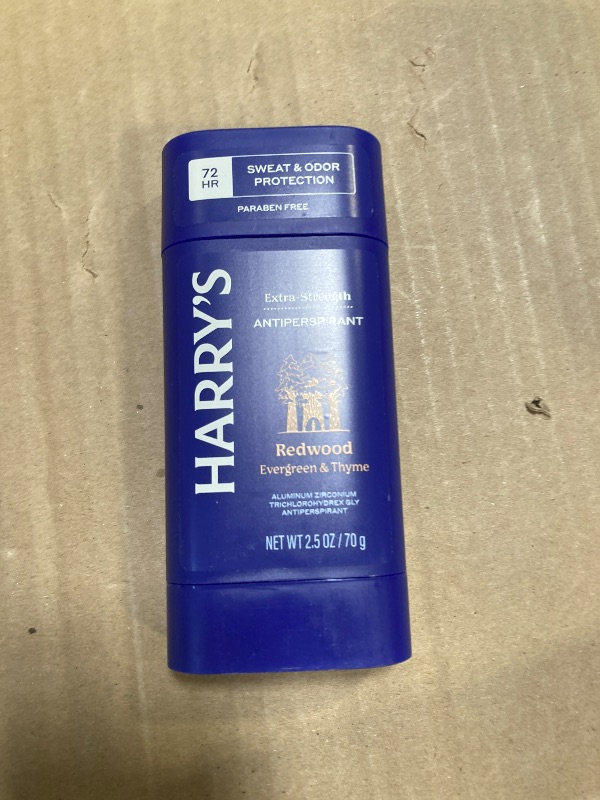 72
HR
SWEAT & ODOR
PROTECTION
PARABEN FREE
HARRY'S
Extra-Strength
ANTIPERSPIRANT
Redwood
Evergreen & Thyme
ALUMINUM ZIRCONIUM
TRICHLOROHYDREX GLY
ANTIPERSPIRANT
NET WT 2.5 OZ / 70 g